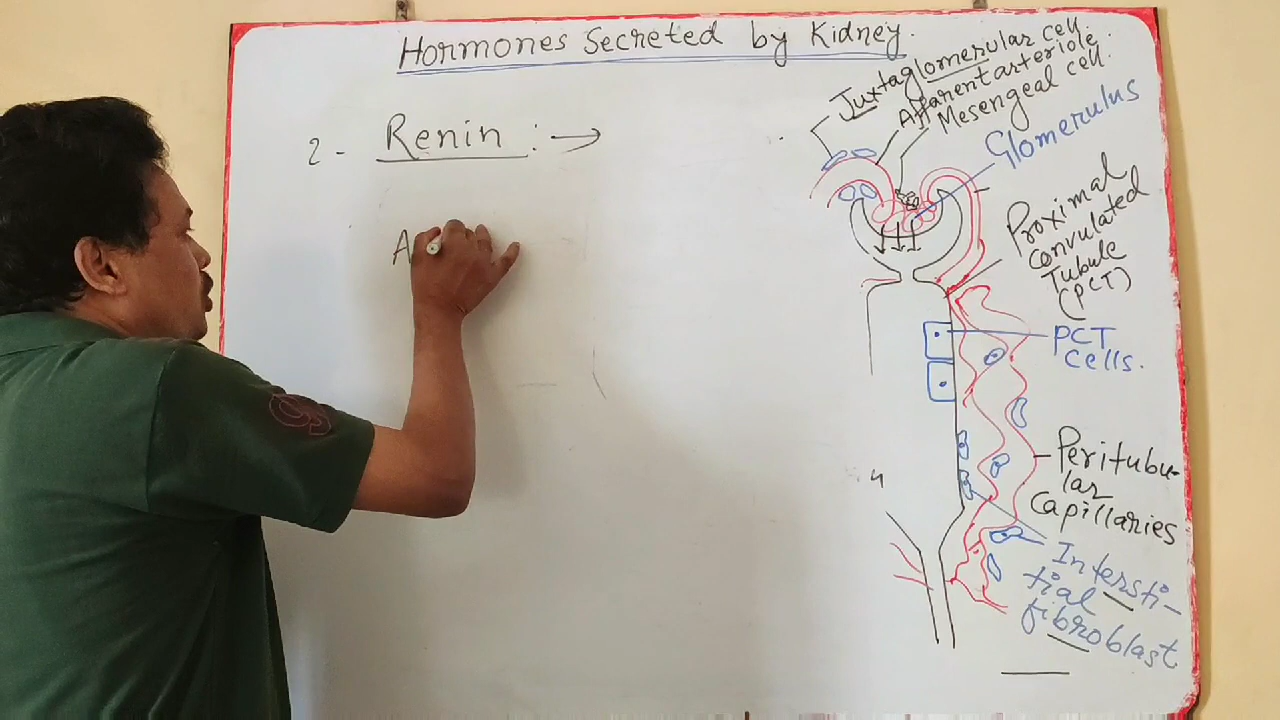 Hormones Secreted by Kidney.
2 - Renin : →
A
Juxtaglomerular cell.
Afferent arteriole.
Mesengeal cell.
Glomerulus
Proximal
convulated
Tubule
(PCT)
PCT
Cells.
Peritubu-
lar
Capillaries
Intersti-
tial
fibroblast